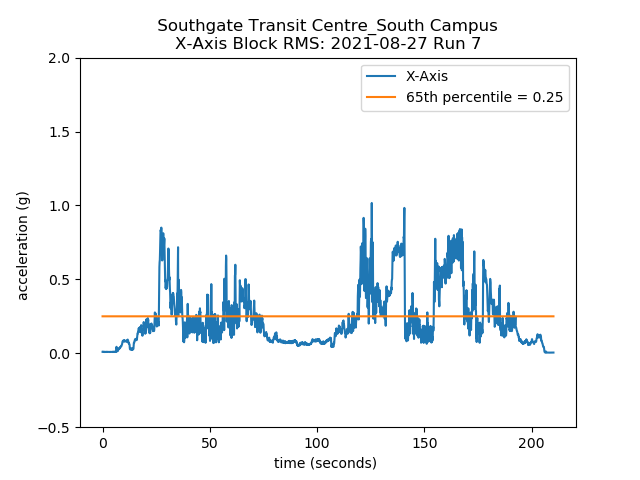 Southgate Transit Centre_South Campus
X-Axis Block RMS: 2021-08-27 Run 7
X-Axis
65th percentile = 0.25
2.0
1.5
1.0
0.5
0.0
−0.5
acceleration (g)
0
50
100
150
200
time (seconds)